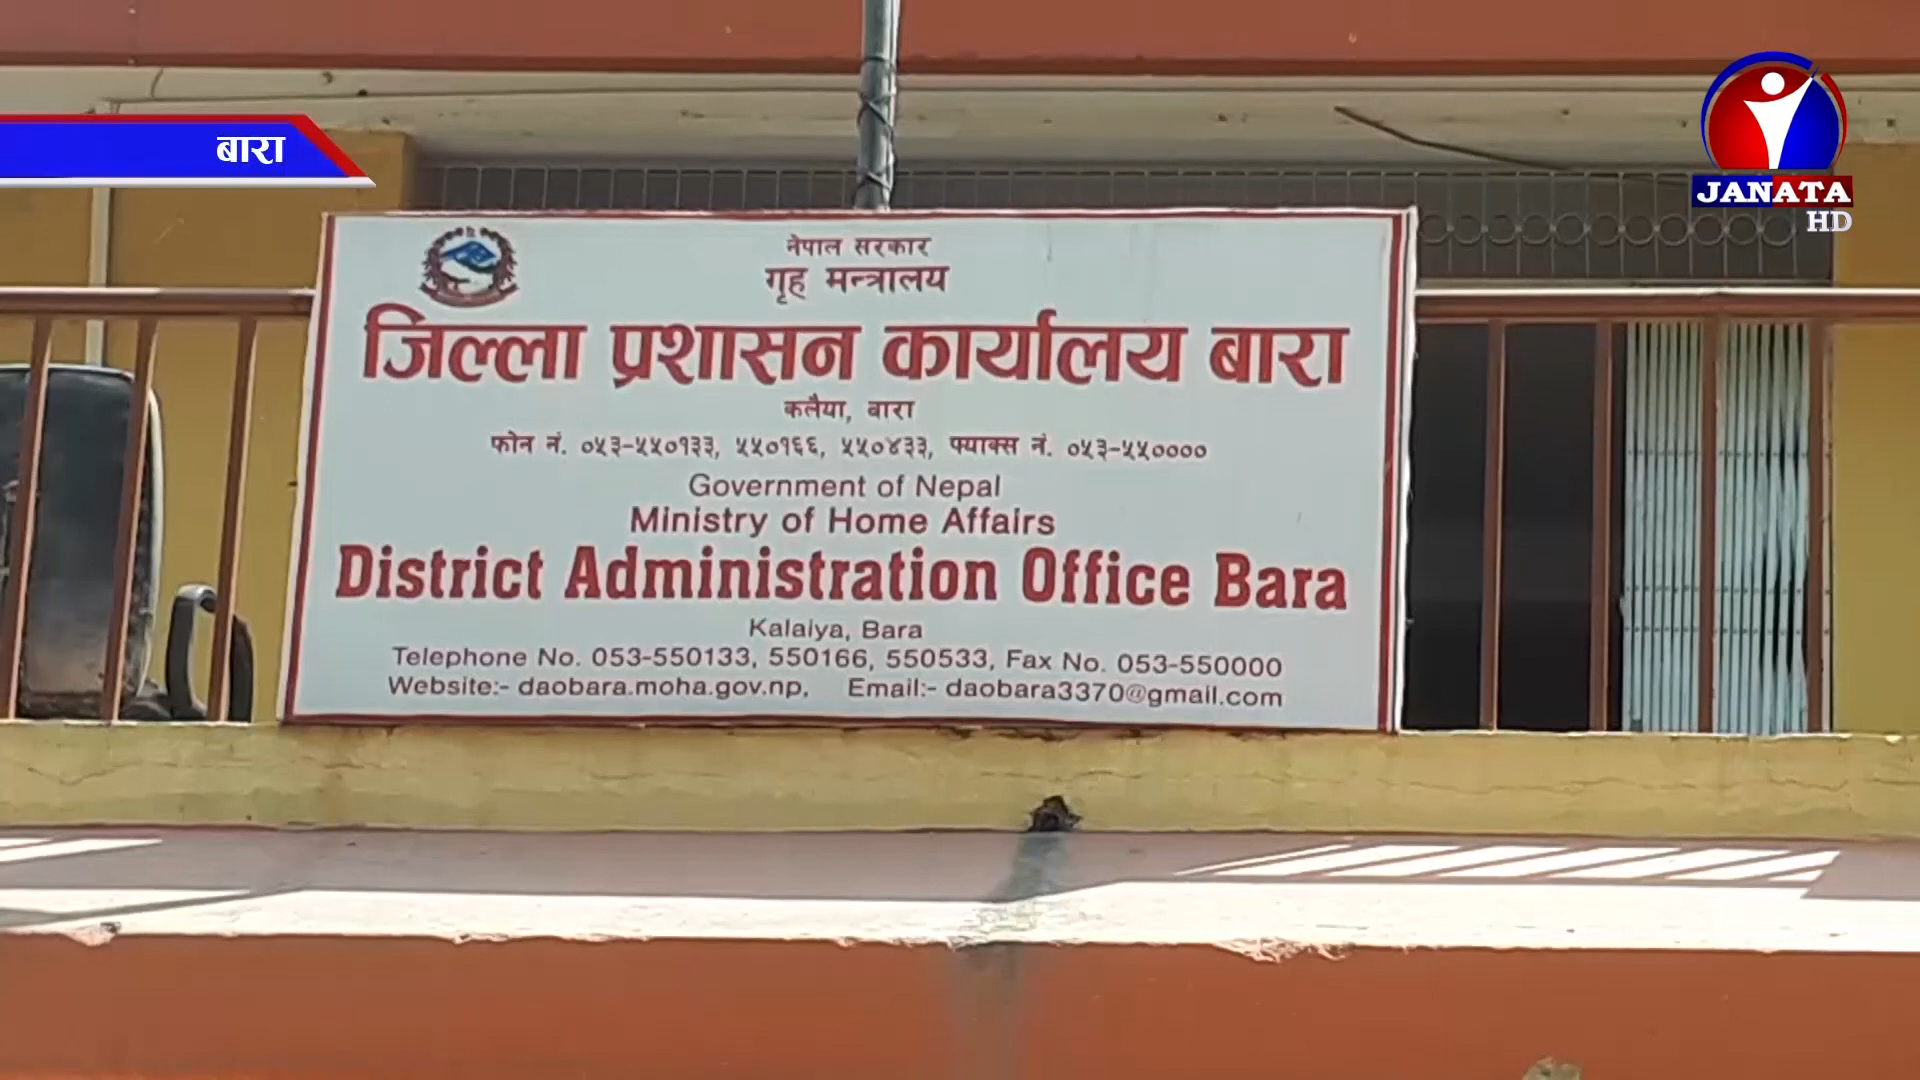 बारा
JANATA
HD
नेपाल सरकार
गृह मन्त्रालय
जिल्ला प्रशासन कार्यालय बारा
कलैया, बारा
फोन नं. ०५३-५५०१३३, ५५०१६६, ५५०४३३, फ्याक्स नं. ०५३-५५००००
Government of Nepal
Ministry of Home Affairs
District Administration Office Bara
Kalaiya, Bara
Telephone No. 053-550133, 550166, 550533, Fax No. 053-550000
Website:- daobara.moha.gov.np, Email:- daobara3370@gmail.com